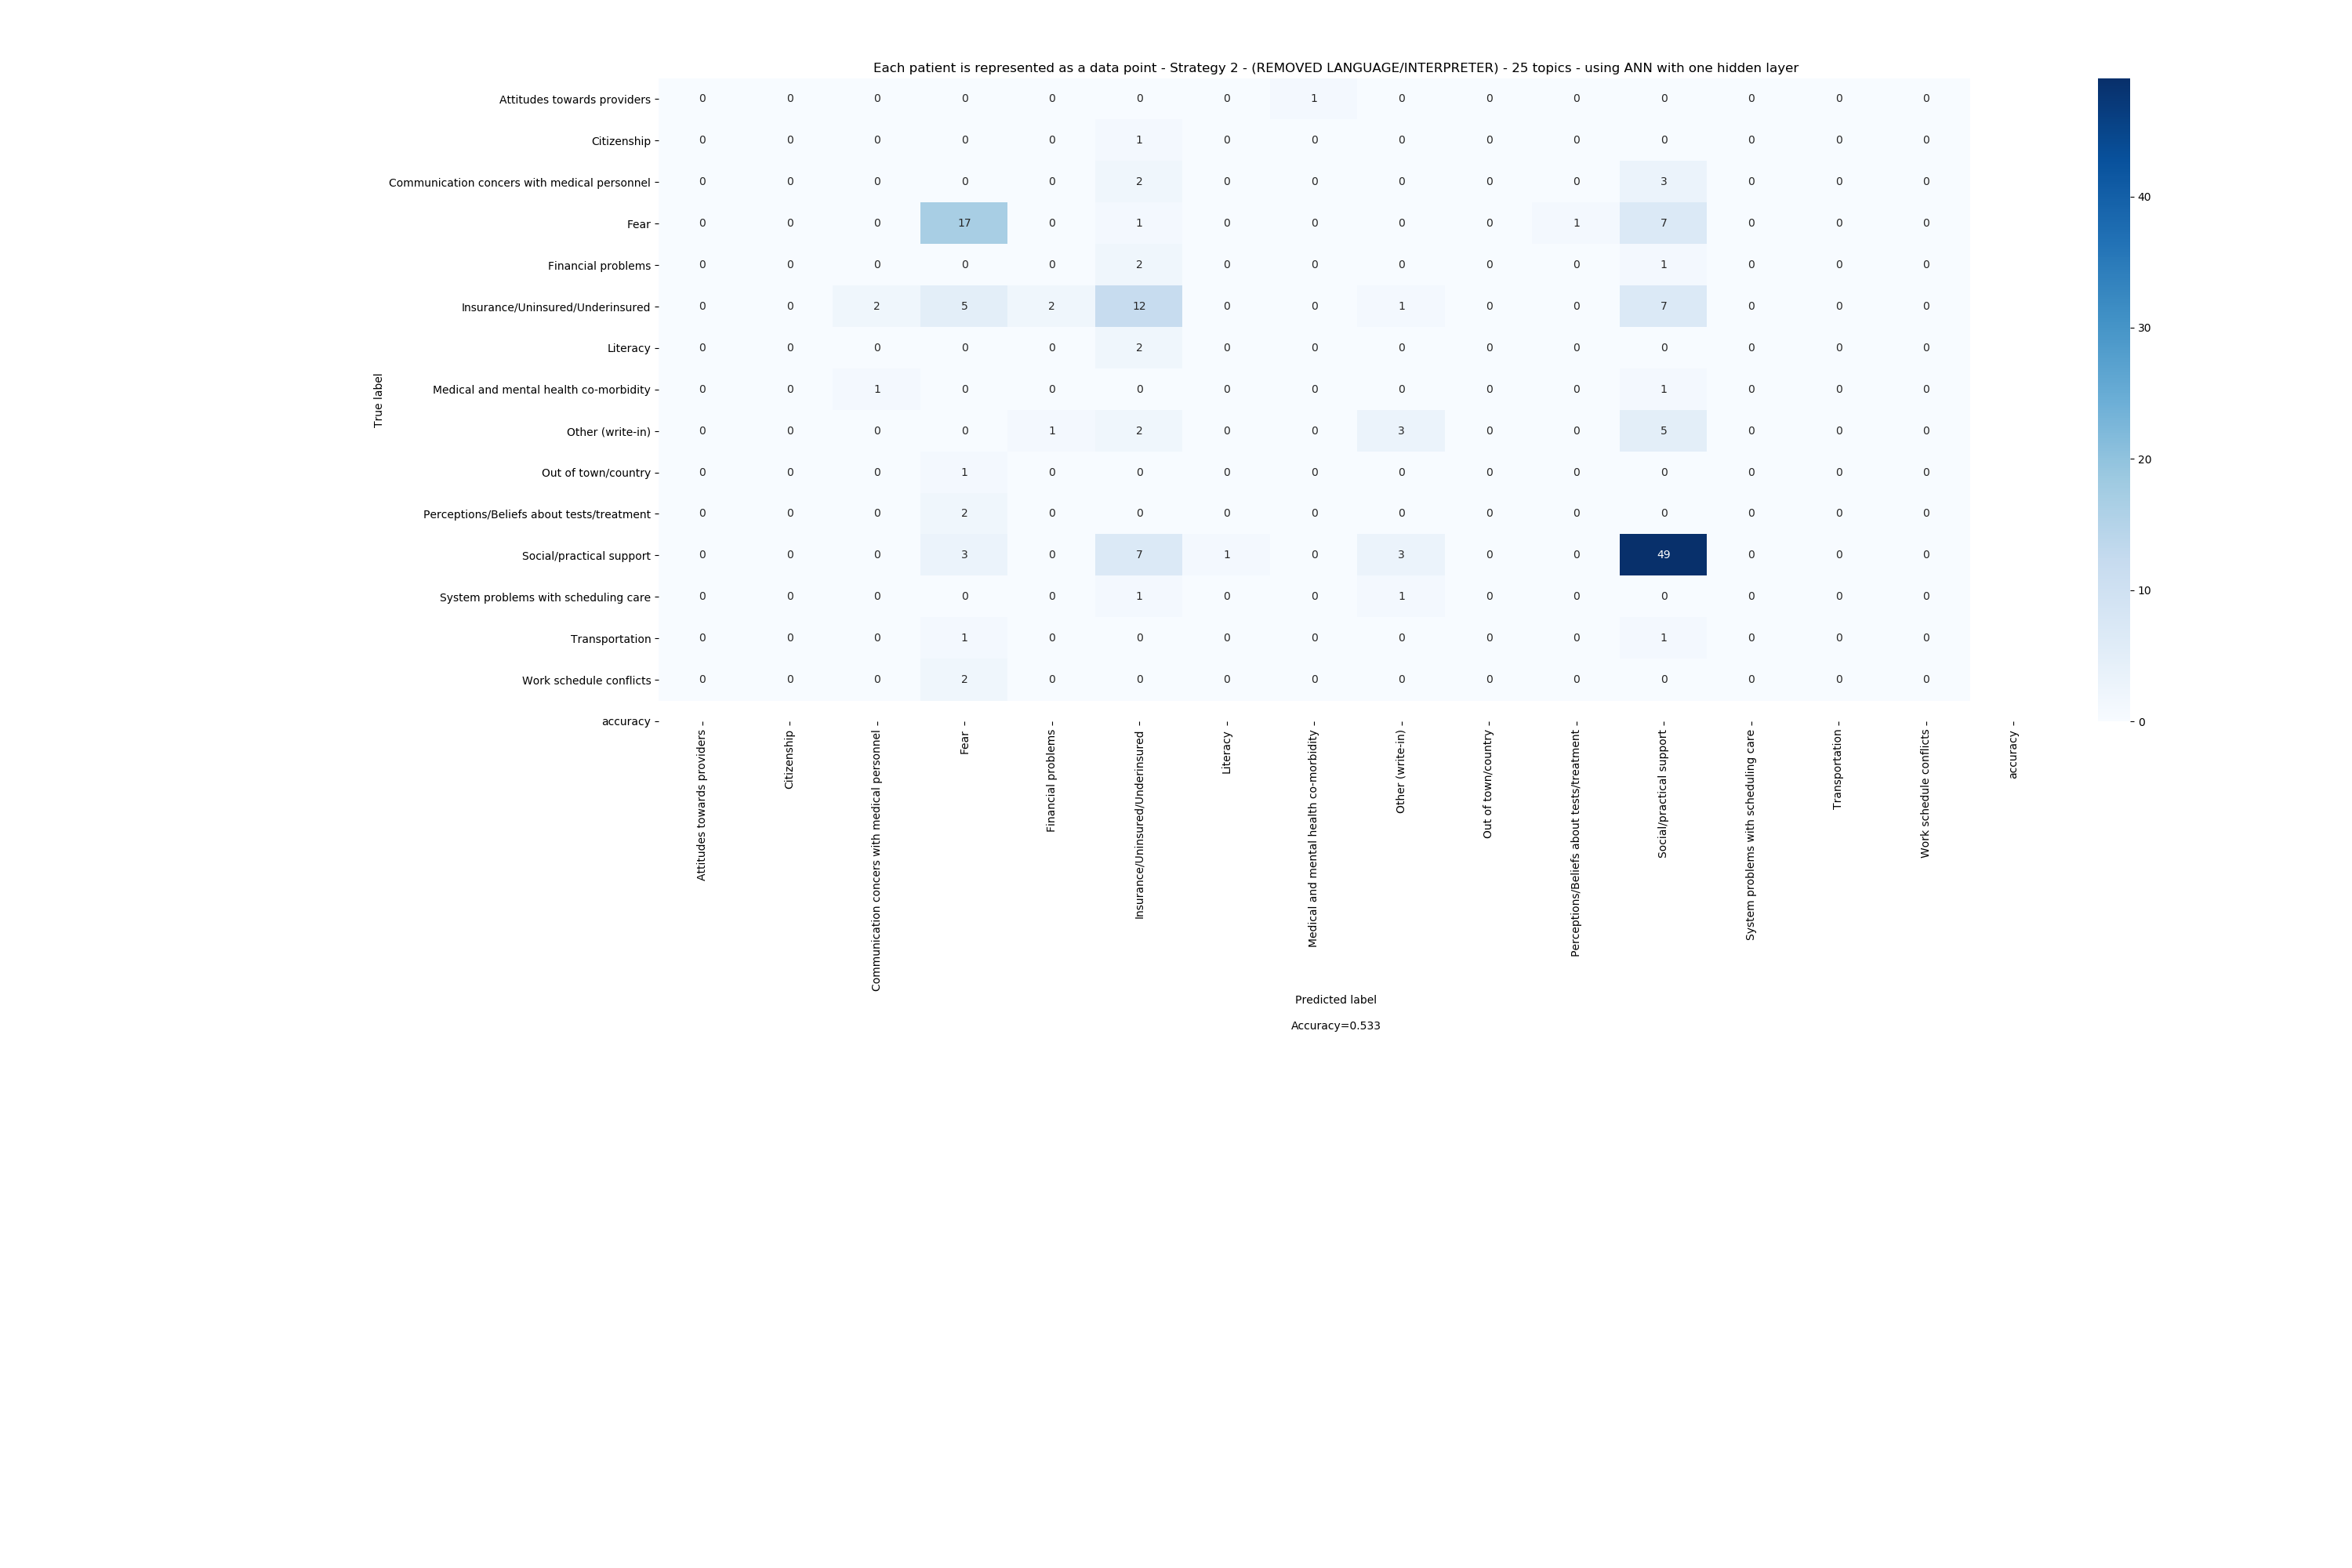 Each patient is represented as a data point - Strategy 2 - (REMOVED LANGUAGE/INTERPRETER) - 25 topics - using ANN with one hidden layer
True label
Attitudes towards providers 0 0 0 0 0 0 0 1 0 0 0 0 0 0 0
Citizenship 0 0 0 0 0 1 0 0 0 0 0 0 0 0 0
Communication concers with medical personnel 0 0 0 0 0 2 0 0 0 0 0 3 0 0 0
Fear 0 0 0 17 0 1 0 0 0 0 1 7 0 0 0
Financial problems 0 0 0 0 0 2 0 0 0 0 0 1 0 0 0
Insurance/Uninsured/Underinsured 0 0 2 5 2 12 0 0 1 0 0 7 0 0 0
Literacy 0 0 0 0 0 2 0 0 0 0 0 0 0 0 0
Medical and mental health co-morbidity 0 0 1 0 0 0 0 0 0 0 0 1 0 0 0
Other (write-in) 0 0 0 0 1 2 0 0 3 0 0 5 0 0 0
Out of town/country 0 0 0 1 0 0 0 0 0 0 0 0 0 0 0
Perceptions/Beliefs about tests/treatment 0 0 0 2 0 0 0 0 0 0 0 0 0 0 0
Social/practical support 0 0 0 3 0 7 1 0 3 0 0 49 0 0 0
System problems with scheduling care 0 0 0 0 0 1 0 0 1 0 0 0 0 0 0
Transportation 0 0 0 1 0 0 0 0 0 0 0 1 0 0 0
Work schedule conflicts 0 0 0 2 0 0 0 0 0 0 0 0 0 0 0
accuracy
Attitudes towards providers
Citizenship
Communication concers with medical personnel
Fear
Financial problems
Insurance/Uninsured/Underinsured
Literacy
Medical and mental health co-morbidity
Other (write-in)
Out of town/country
Perceptions/Beliefs about tests/treatment
Social/practical support
System problems with scheduling care
Transportation
Work schedule conflicts
accuracy
Predicted label
Accuracy=0.533
40
30
20
10
0